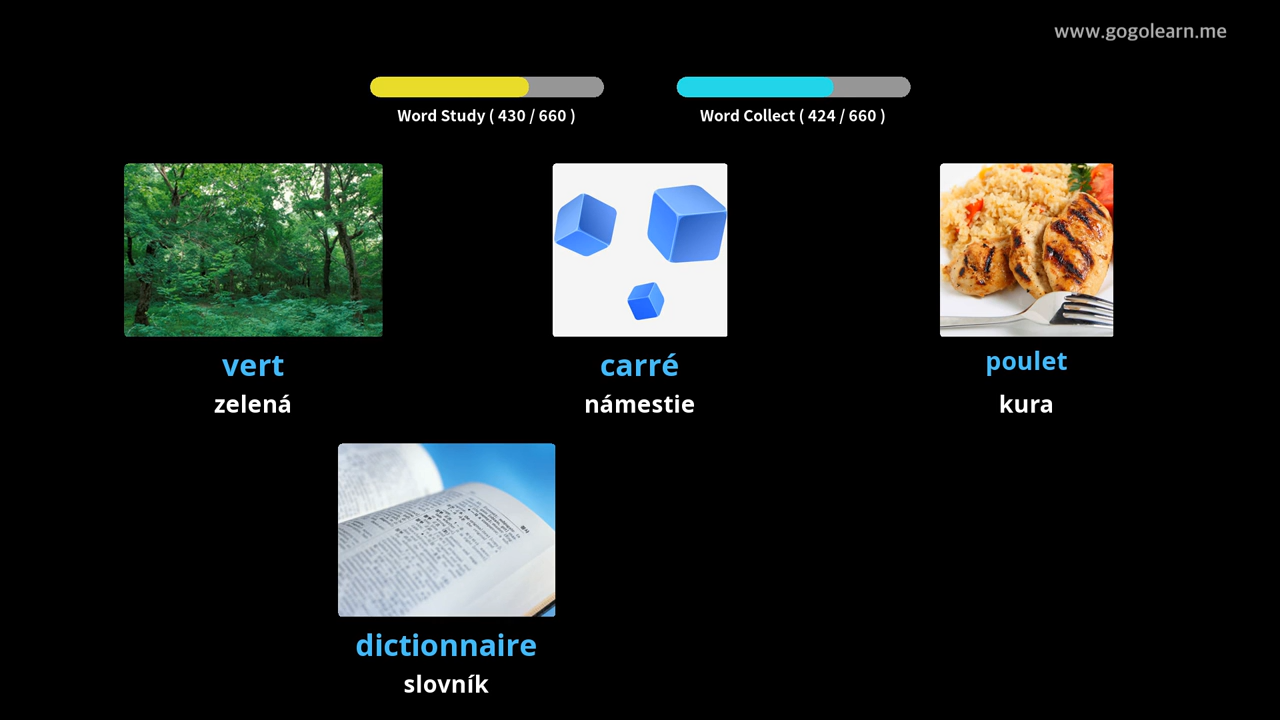 www.gogolearn.me
Word Study ( 430 / 660 )
Word Collect ( 424 / 660 )
vert
zelená
carré
námestie
poulet
kura
dictionnaire
slovník